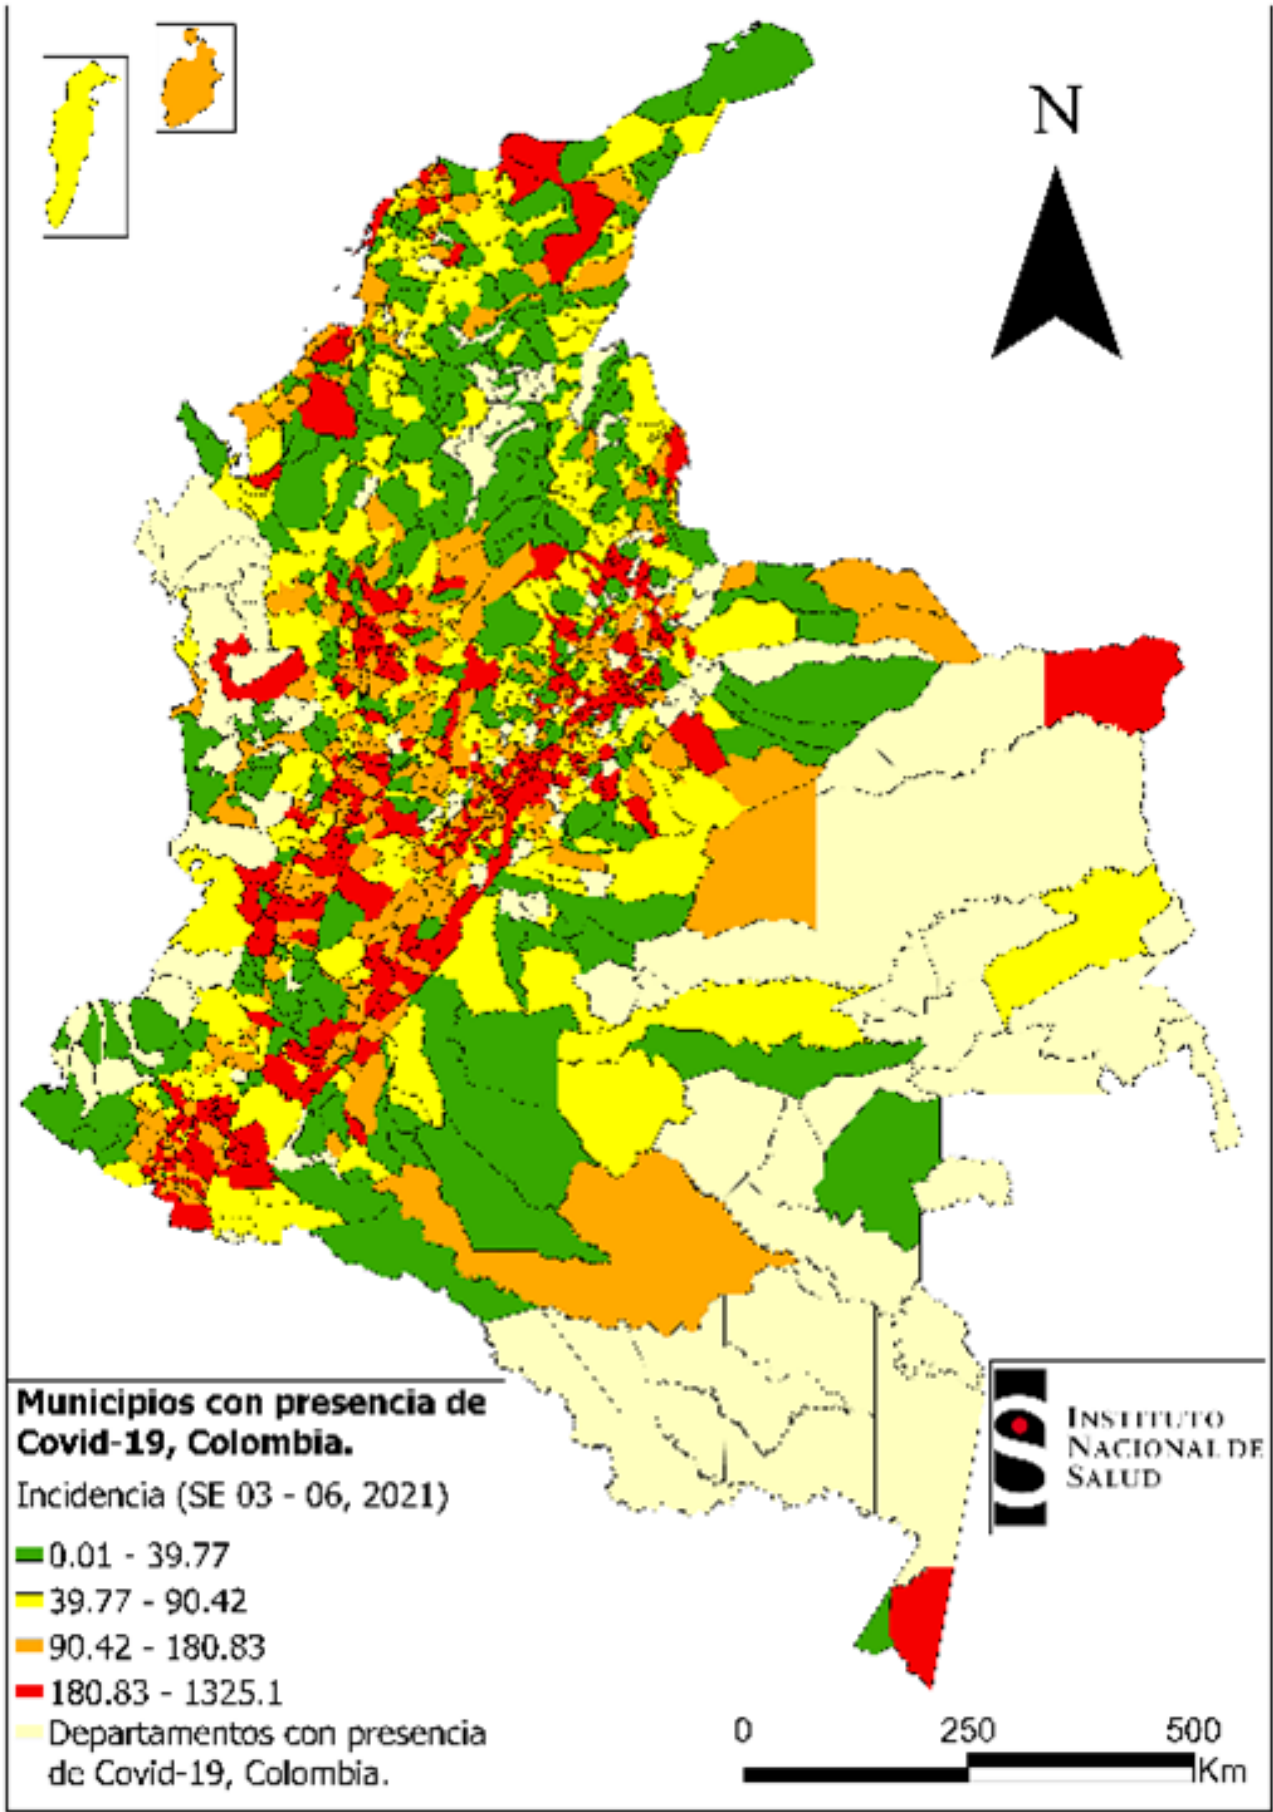 N
Municipios con presencia de
Covid-19, Colombia.
Incidencia (SE 03 - 06, 2021)
0.01 - 39.77
39.77 - 90.42
90.42 - 180.83
180.83 - 1325.1
Departamentos con presencia
de Covid-19, Colombia.
INSTITUTO
NACIONAL DE
SALUD
0 250 500
Km